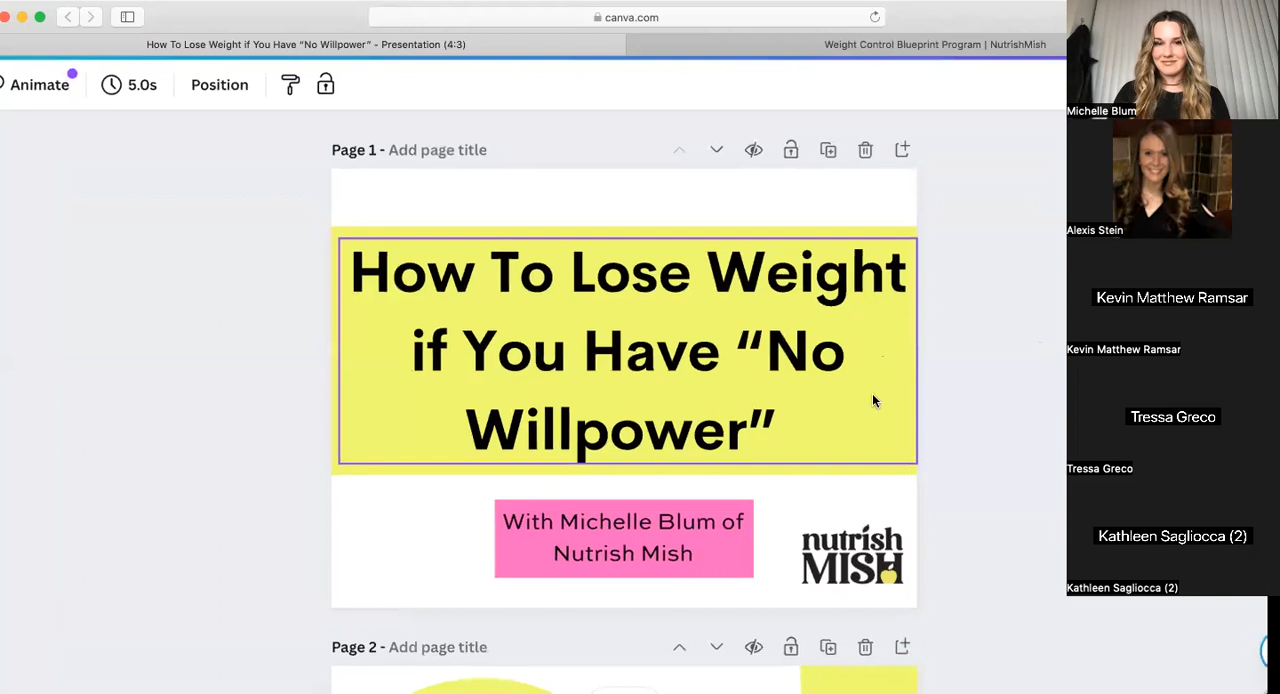 canva.com
How To Lose Weight if You Have “No Willpower” - Presentation (4:3)
Weight Control Blueprint Program | NutrishMish
Animate
5.0s
Position
Page 1 - Add page title
How To Lose Weight
if You Have “No
Willpower”
With Michelle Blum of
Nutrish Mish
nutrish
MISH
Page 2 - Add page title
Michelle Blum
Alexis Stein
Kevin Matthew Ramsar
Kevin Matthew Ramsar
Tressa Greco
Tressa Greco
Kathleen Sagliocca (2)
Kathleen Sagliocca (2)